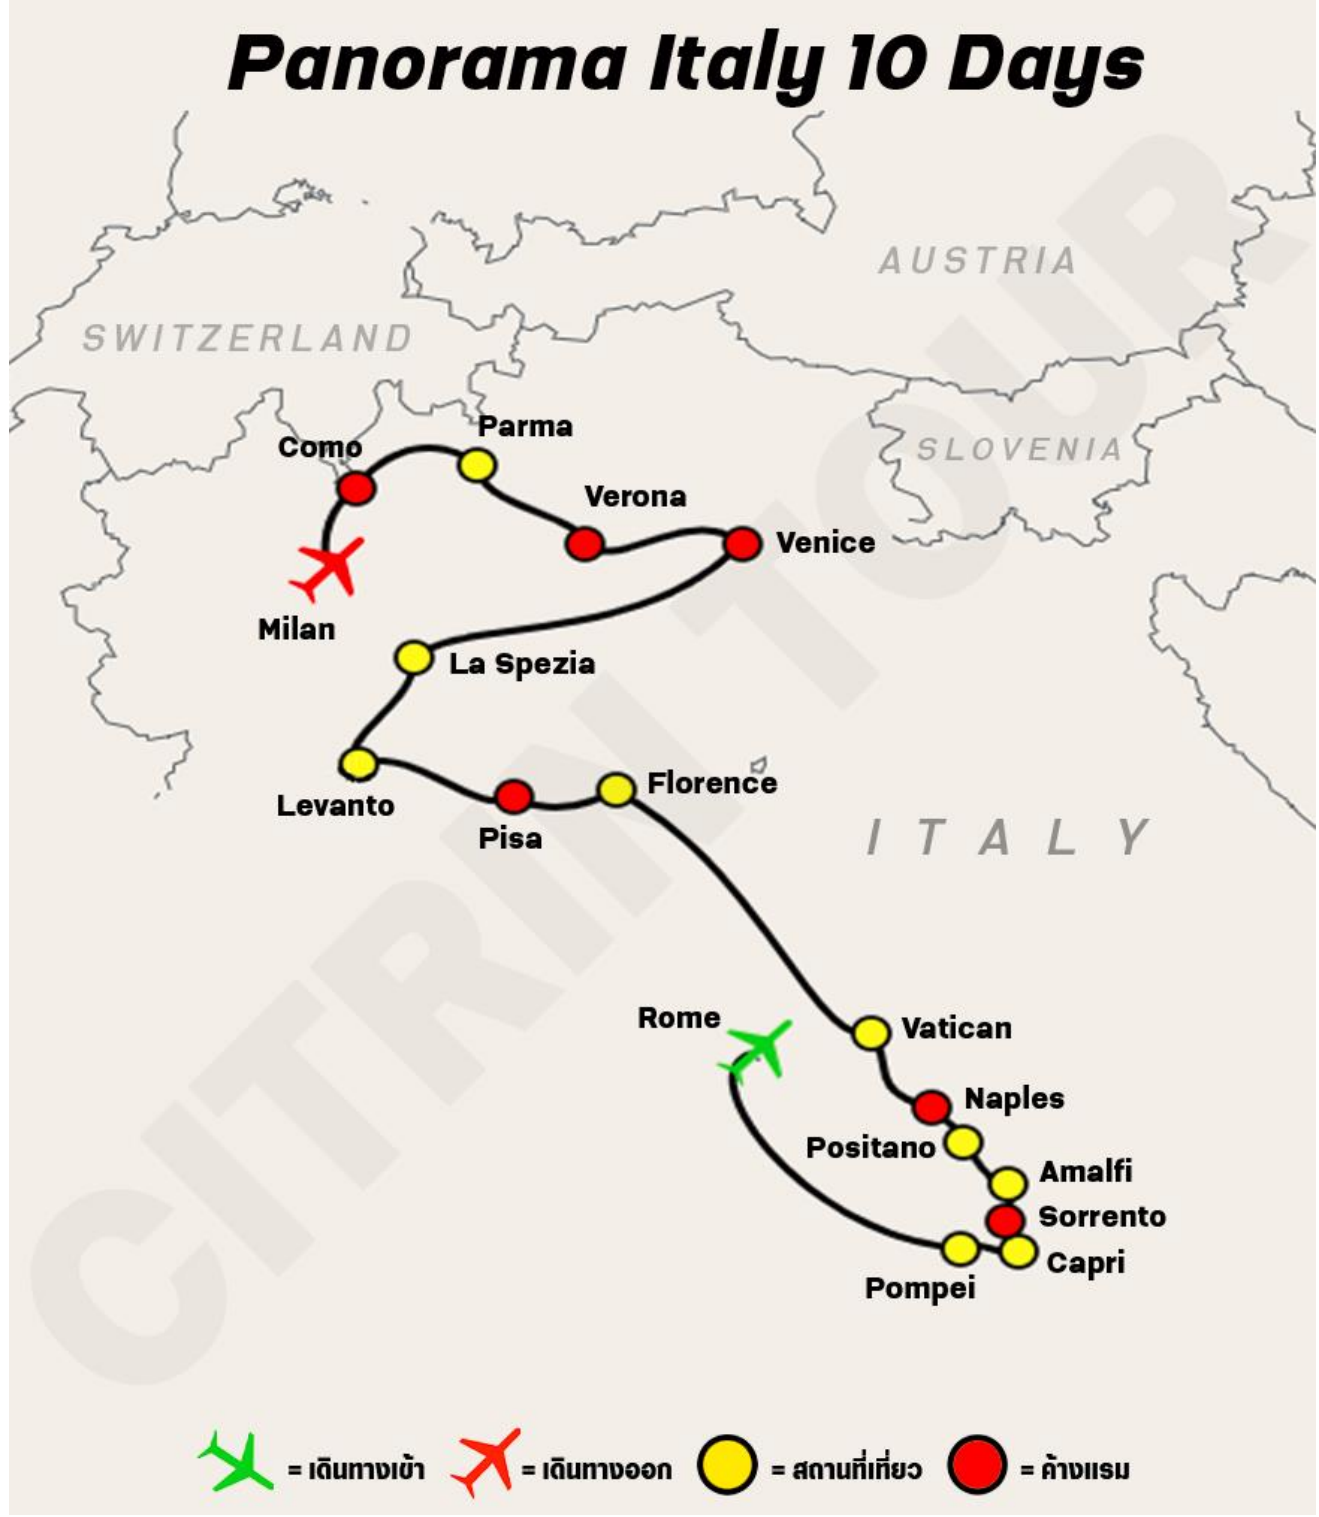 Panorama Italy 10 Days
AUSTRIA
SWITZERLAND
SLOVENIA
Parma
Como
Verona
Venice
Milan
La Spezia
Florence
Levanto
Pisa
ITALY
Rome
Vatican
Naples
Positano
Amalfi
Sorrento
Capri
Pompei
CITRIN TOUR
= เดินทางเข้า = เดินทางออก = สถานที่เที่ยว = ค้างแรม